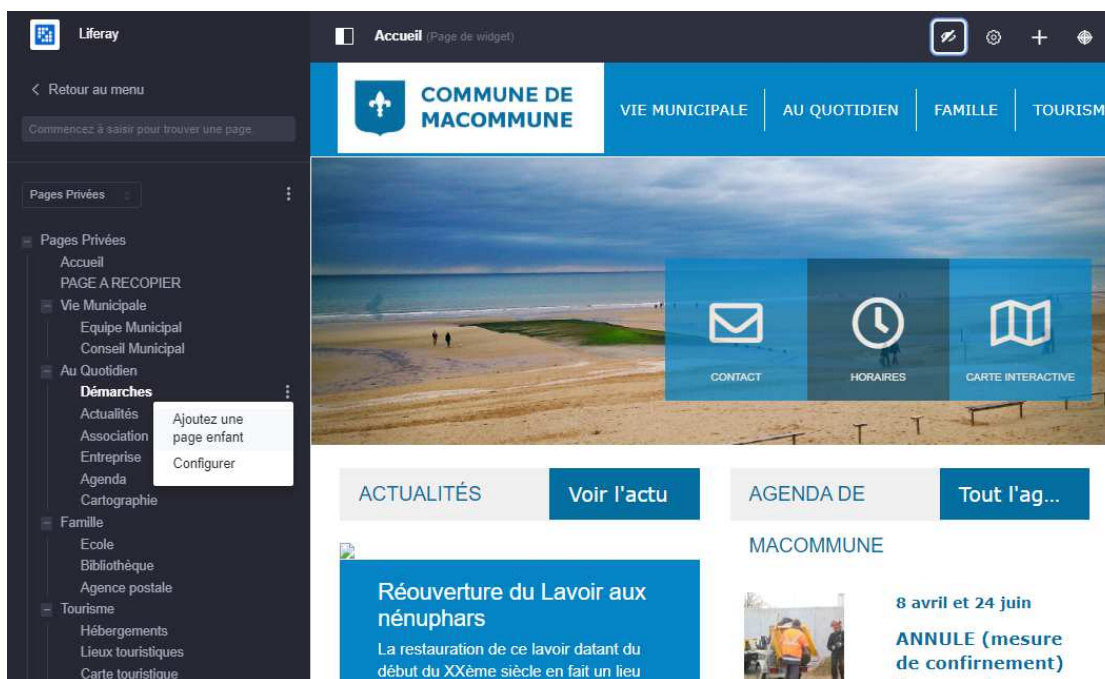 Liferay
Accueil (Page de widget)
Retour au menu
Commencez à saisir pour trouver une page.
Pages Privées
Pages Privées
Accueil
PAGE A RECOPIER
Vie Municipale
Equipe Municipal
Conseil Municipal
Au Quotidien
Démarches
Actualités
Association
Entreprise
Agenda
Cartographie
Famille
Ecole
Bibliothèque
Agence postale
Tourisme
Hébergements
Lieux touristiques
Carte touristique
Ajoutez une
page enfant
Configurer
COMMUNE DE
MACOMMUNE
VIE MUNICIPALE
AU QUOTIDIEN
FAMILLE
TOURISM
CONTACT
HORAIRES
CARTE INTERACTIVE
ACTUALITÉS
Voir l'actu
AGENDA DE
MACOMMUNE
Tout l'ag...
Réouverture du Lavoir aux
nénuphars
La restauration de ce lavoir datant du
début du XXème siècle en fait un lieu
8 avril et 24 juin
ANNULE (mesure
de confirnement)